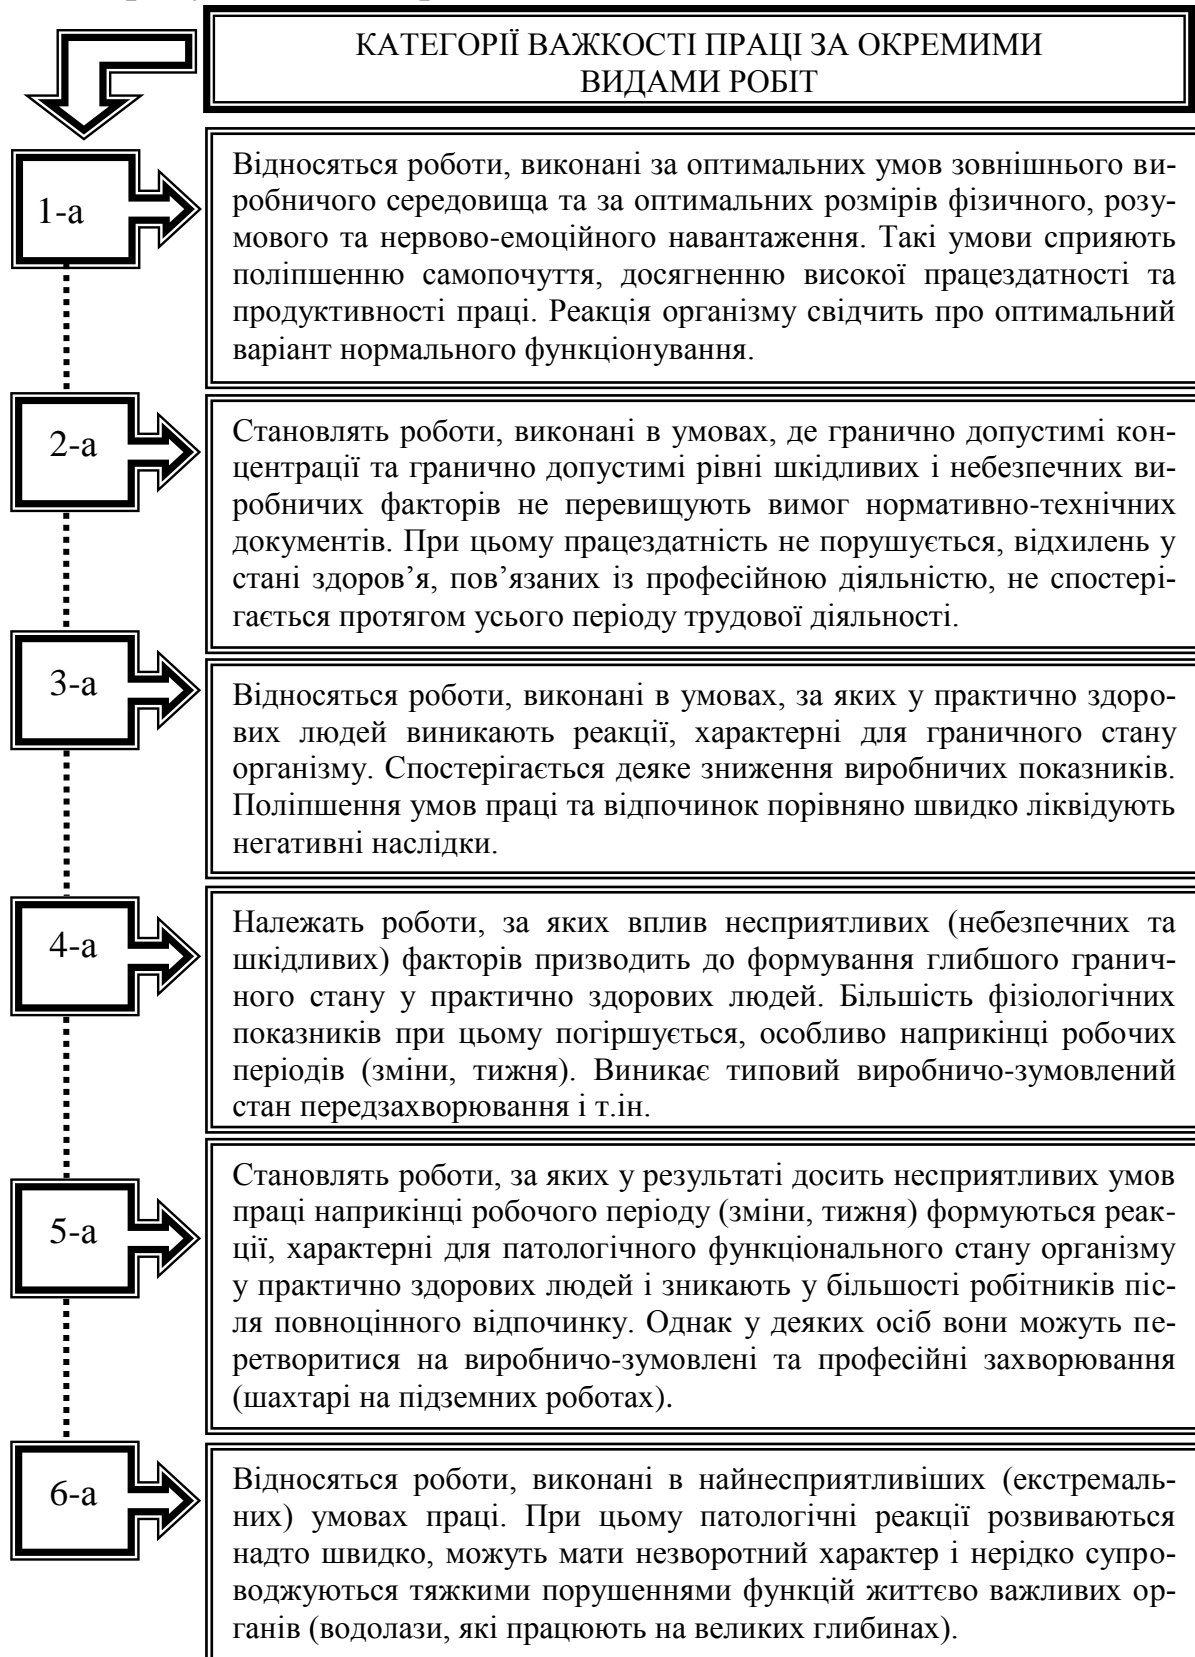 КАТЕГОРІЇ ВАЖКОСТІ ПРАЦІ ЗА ОКРЕМИМИ
ВИДАМИ РОБІТ
1-а
Відносяться роботи, виконані за оптимальних умов зовнішнього ви-
робничого середовища та за оптимальних розмірів фізичного, розу-
мового та нервово-емоційного навантаження. Такі умови сприяють
поліпшенню самопочуття, досягненню високої працездатності та
продуктивності праці. Реакція організму свідчить про оптимальний
варіант нормального функціонування.
2-а
Становлять роботи, виконані в умовах, де гранично допустимі кон-
центрації та гранично допустимі рівні шкідливих і небезпечних ви-
робничих факторів не перевищують вимог нормативно-технічних
документів. При цьому працездатність не порушується, відхилень у
стані здоров’я, пов’язаних із професійною діяльністю, не спостері-
гається протягом усього періоду трудової діяльності.
3-а
Відносяться роботи, виконані в умовах, за яких у практично здоро-
вих людей виникають реакції, характерні для граничного стану
організму. Спостерігається деяке зниження виробничих показників.
Поліпшення умов праці та відпочинок порівняно швидко ліквідують
негативні наслідки.
4-а
Належать роботи, за яких вплив несприятливих (небезпечних та
шкідливих) факторів призводить до формування глибшого гранич-
ного стану у практично здорових людей. Більшість фізіологічних
показників при цьому погіршується, особливо наприкінці робочих
періодів (зміни, тижня). Виникає типовий виробничо-зумовлений
стан передзахворювання і т.ін.
5-а
Становлять роботи, за яких у результаті досить несприятливих умов
праці наприкінці робочого періоду (зміни, тижня) формуються реак-
ції, характерні для патологічного функціонального стану організму
у практично здорових людей і зникають у більшості робітників піс-
ля повноцінного відпочинку. Однак у деяких осіб вони можуть пе-
ретворитися на виробничо-зумовлені та професійні захворювання
(шахтарі на підземних роботах).
6-а
Відносяться роботи, виконані в найнесприятливіших (екстремаль-
них) умовах праці. При цьому патологічні реакції розвиваються
надто швидко, можуть мати незворотний характер і нерідко супро-
воджуються тяжкими порушеннями функцій життєво важливих ор-
ганів (водолази, які працюють на великих глибинах).